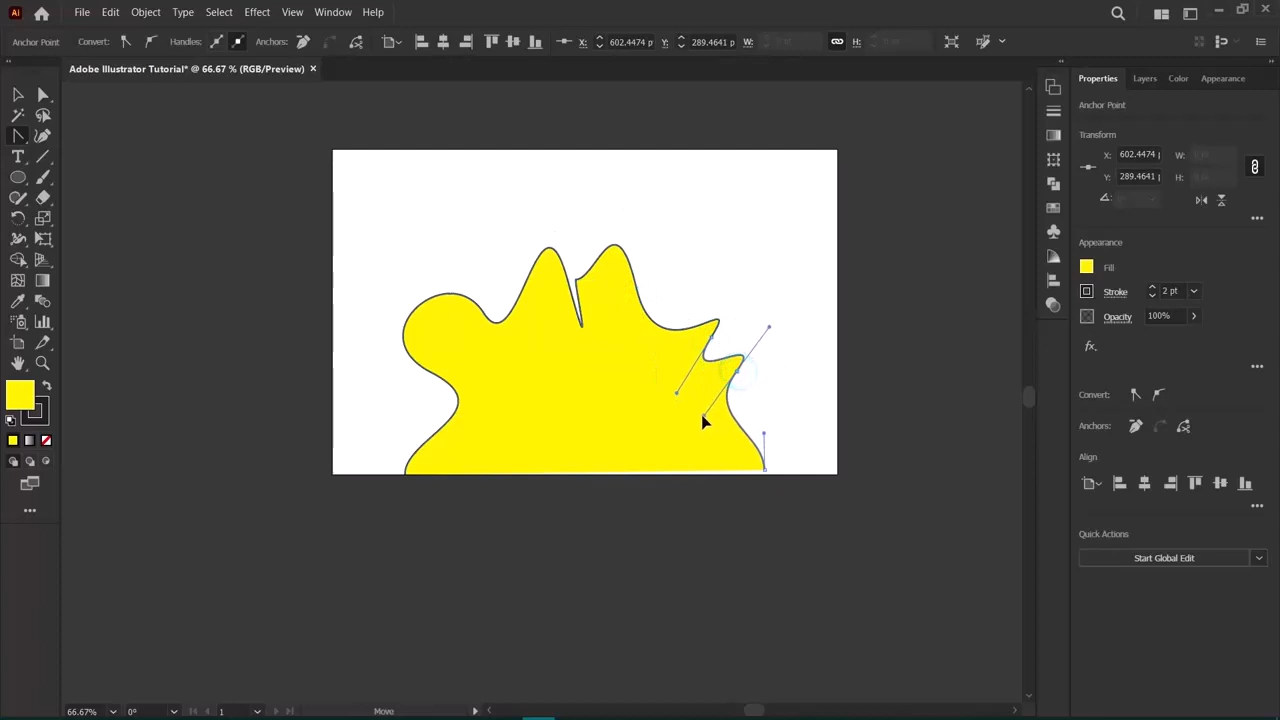 Ai File Edit Object Type Select Effect View Window Help
Anchor Point Convert: Handles: Anchors: X: 602.4474 p Y: 289.4641 p W: H:
Adobe Illustrator Tutorial* @ 66.67 % (RGB/Preview) ×
Properties Layers Color Appearance
Anchor Point
Transform
X: 602.4474 p W:
Y: 289.4641 p H:
Appearance
Fill
Stroke 2 pt
Opacity 100%
fx.
Convert:
Anchors:
Align
Quick Actions
Start Global Edit
66.67% 0° 1 Move